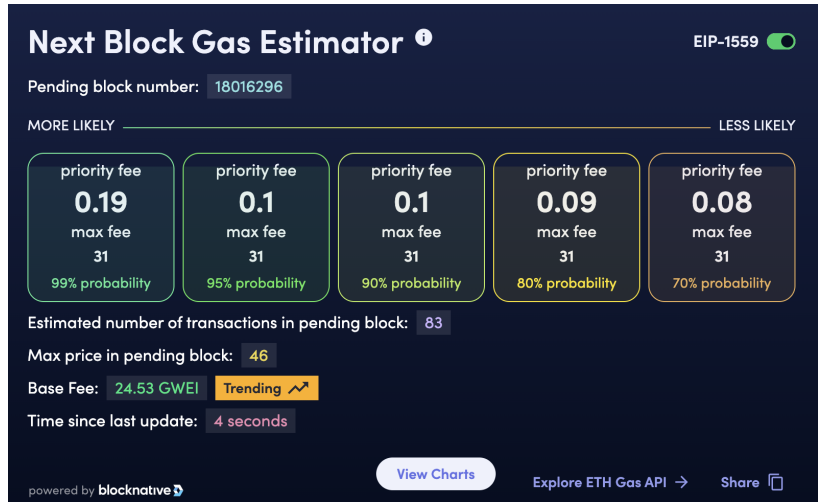 Next Block Gas Estimator i
EIP-1559
Pending block number: 18016296
MORE LIKELY LESS LIKELY
priority fee
0.19
max fee
31
99% probability
priority fee
0.1
max fee
31
95% probability
priority fee
0.1
max fee
31
90% probability
priority fee
0.09
max fee
31
80% probability
priority fee
0.08
max fee
31
70% probability
Estimated number of transactions in pending block: 83
Max price in pending block: 46
Base Fee: 24.53 GWEI Trending
Time since last update: 4 seconds
View Charts
Explore ETH Gas API →
Share
powered by blocknative